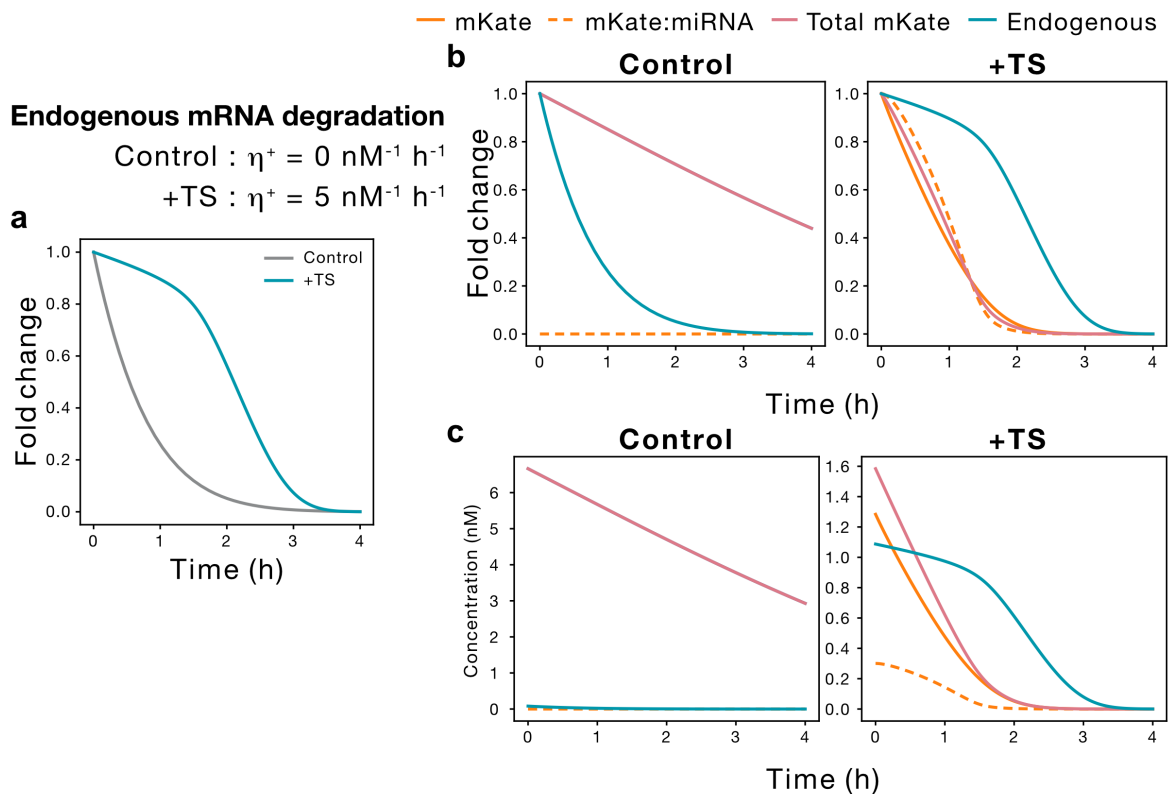 mKate mKate:miRNA Total mKate Endogenous
b
Control +TS
Endogenous mRNA degradation
Control : η⁺ = 0 nM⁻¹ h⁻¹
+TS : η⁺ = 5 nM⁻¹ h⁻¹
a
Fold change
1.0
0.8
0.6
0.4
0.2
0.0
Control
+TS
0 1 2 3 4
Time (h)
Fold change
1.0
0.8
0.6
0.4
0.2
0.0
0 1 2 3 4
1.0
0.8
0.6
0.4
0.2
0.0
0 1 2 3 4
Time (h)
c
Control +TS
Concentration (nM)
6
5
4
3
2
1
0
0 1 2 3 4
1.6
1.4
1.2
1.0
0.8
0.6
0.4
0.2
0.0
0 1 2 3 4
Time (h)